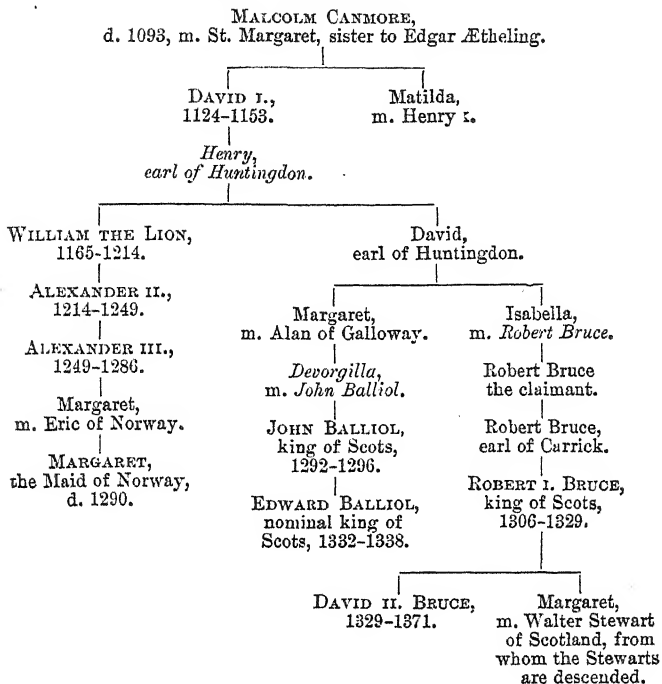 MALCOLM CANMORE,
d. 1093, m. St. Margaret, sister to Edgar Ætheling.
DAVID I.,
1124-1153.
Matilda,
m. Henry I.
Henry,
earl of Huntingdon.
WILLIAM THE LION,
1165-1214.
David,
earl of Huntingdon.
ALEXANDER II.,
1214-1249.
Margaret,
m. Alan of Galloway.
Isabella,
m. Robert Bruce.
ALEXANDER III.,
1249-1286.
Devorgilla,
m. John Balliol.
Robert Bruce
the claimant.
Margaret,
m. Eric of Norway.
JOHN BALLIOL,
king of Scots,
1292-1296.
Robert Bruce,
earl of Carrick.
MARGARET,
the Maid of Norway,
d. 1290.
EDWARD BALLIOL,
nominal king of
Scots, 1332-1338.
ROBERT I. BRUCE,
king of Scots,
1306-1329.
DAVID II. BRUCE,
1329-1371.
Margaret,
m. Walter Stewart
of Scotland, from
whom the Stewarts
are descended.